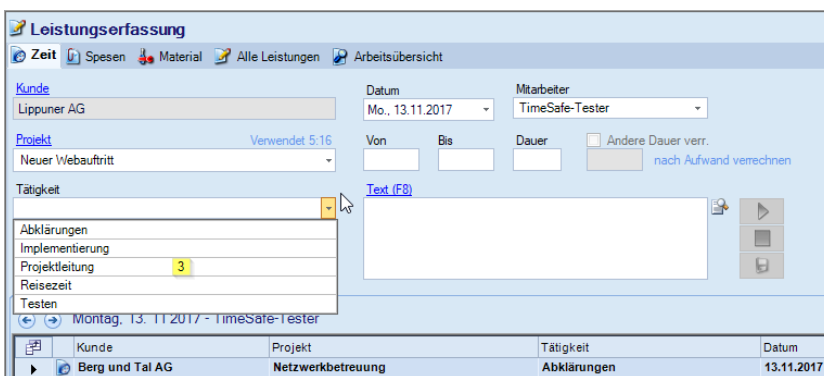 Leistungserfassung
Zeit Spesen Material Alle Leistungen Arbeitsübersicht
Kunde Datum Mitarbeiter
Lippuner AG Mo., 13.11.2017 TimeSafe-Tester
Projekt Verwendet 5:16 Von Bis Dauer Andere Dauer verr.
Neuer Webauftritt nach Aufwand verrechnen
Tätigkeit Text (F8)
Abklärungen
Implementierung
Projektleitung 3
Reisezeit
Testen
Montag, 13. 11 2017 - TimeSafe-Tester
Kunde Projekt Tätigkeit Datum
Berg und Tal AG Netzwerkbetreuung Abklärungen 13.11.2017